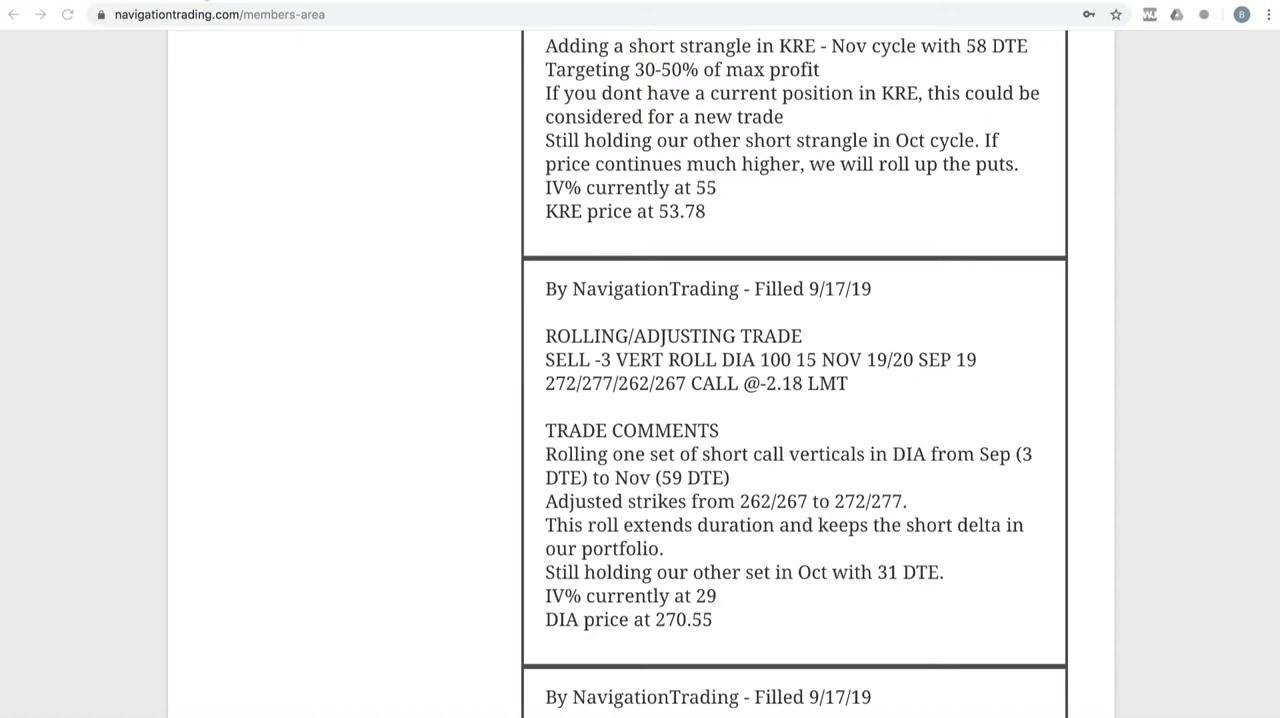 navigationtrading.com/members-area
B
Adding a short strangle in KRE - Nov cycle with 58 DTE
Targeting 30-50% of max profit
If you dont have a current position in KRE, this could be
considered for a new trade
Still holding our other short strangle in Oct cycle. If
price continues much higher, we will roll up the puts.
IV% currently at 55
KRE price at 53.78
By NavigationTrading - Filled 9/17/19
ROLLING/ADJUSTING TRADE
SELL -3 VERT ROLL DIA 100 15 NOV 19/20 SEP 19
272/277/262/267 CALL @-2.18 LMT
TRADE COMMENTS
Rolling one set of short call verticals in DIA from Sep (3
DTE) to Nov (59 DTE)
Adjusted strikes from 262/267 to 272/277.
This roll extends duration and keeps the short delta in
our portfolio.
Still holding our other set in Oct with 31 DTE.
IV% currently at 29
DIA price at 270.55
By NavigationTrading - Filled 9/17/19